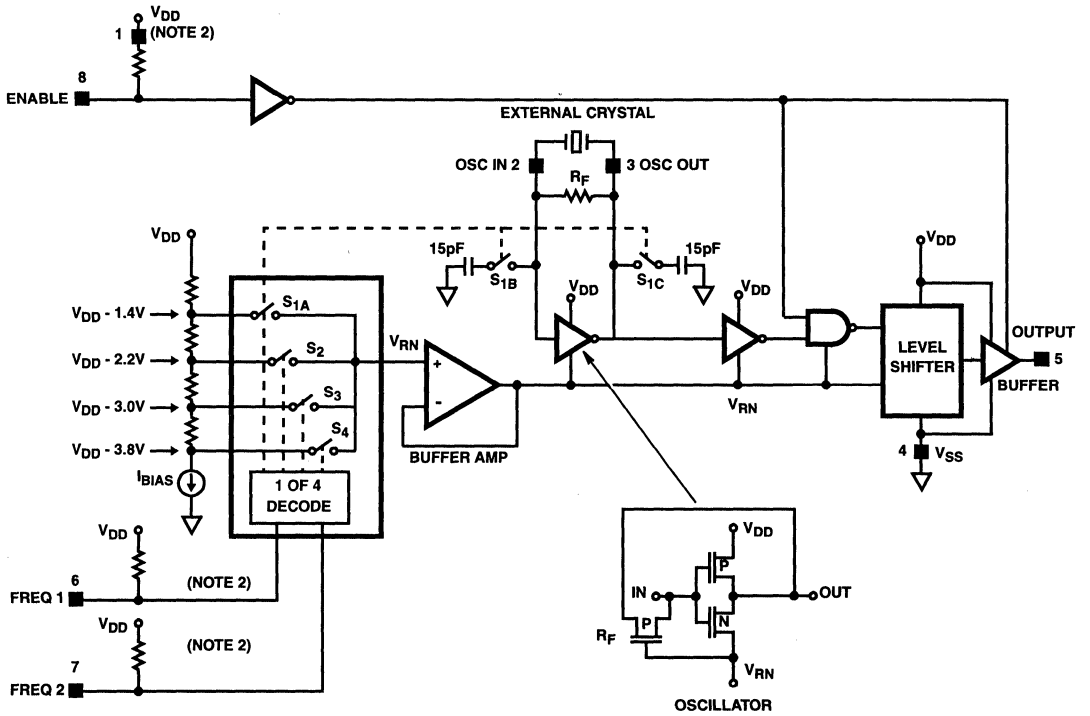 VDD
1
(NOTE 2)
8
ENABLE
EXTERNAL CRYSTAL
OSC IN 2
3 OSC OUT
RF
VDD
15pF
S1B
S1C
15pF
VDD
VDD
VDD
VDD - 1.4V
S1A
VDD - 2.2V
S2
VRN
+
VDD - 3.0V
S3
-
VDD - 3.8V
S4
BUFFER AMP
IBIAS
1 OF 4
DECODE
VRN
LEVEL
SHIFTER
OUTPUT
5
BUFFER
4
VSS
VDD
6
(NOTE 2)
FREQ 1
VDD
(NOTE 2)
7
FREQ 2
VDD
P
IN
OUT
P
N
RF
VRN
OSCILLATOR